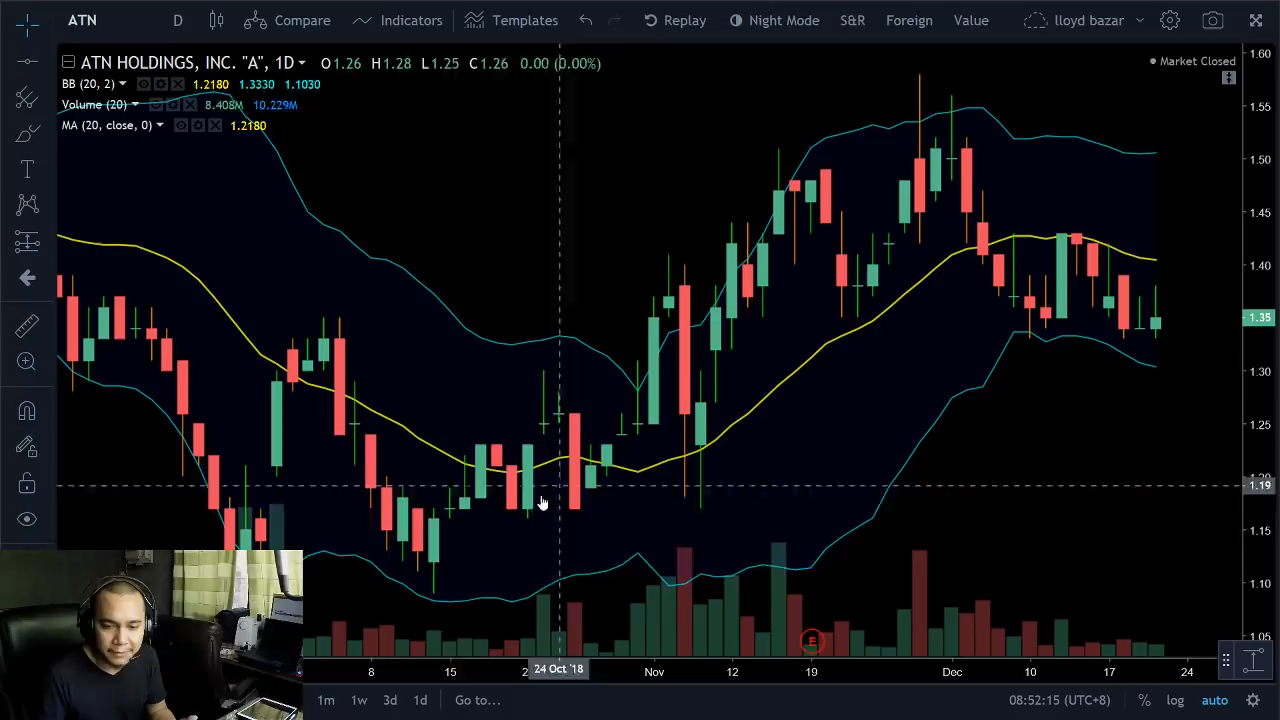 ATN D Compare Indicators Templates Replay Night Mode S&R Foreign Value lloyd bazar
ATN HOLDINGS, INC. "A", 1D O1.26 H1.28 L1.25 C1.26 0.00 (0.00%)
Market Closed
BB (20, 2) 1.2180 1.3330 1.1030
Volume (20) 8.408M 10.229M
MA (20, close, 0) 1.2180
1.60
1.55
1.50
1.45
1.40
1.35
1.30
1.25
1.19
1.15
1.10
1.05
E
8 15 2 24 Oct '18 Nov 12 19 Dec 10 17 24
1m 1w 3d 1d Go to... 08:52:15 (UTC+8) % log auto